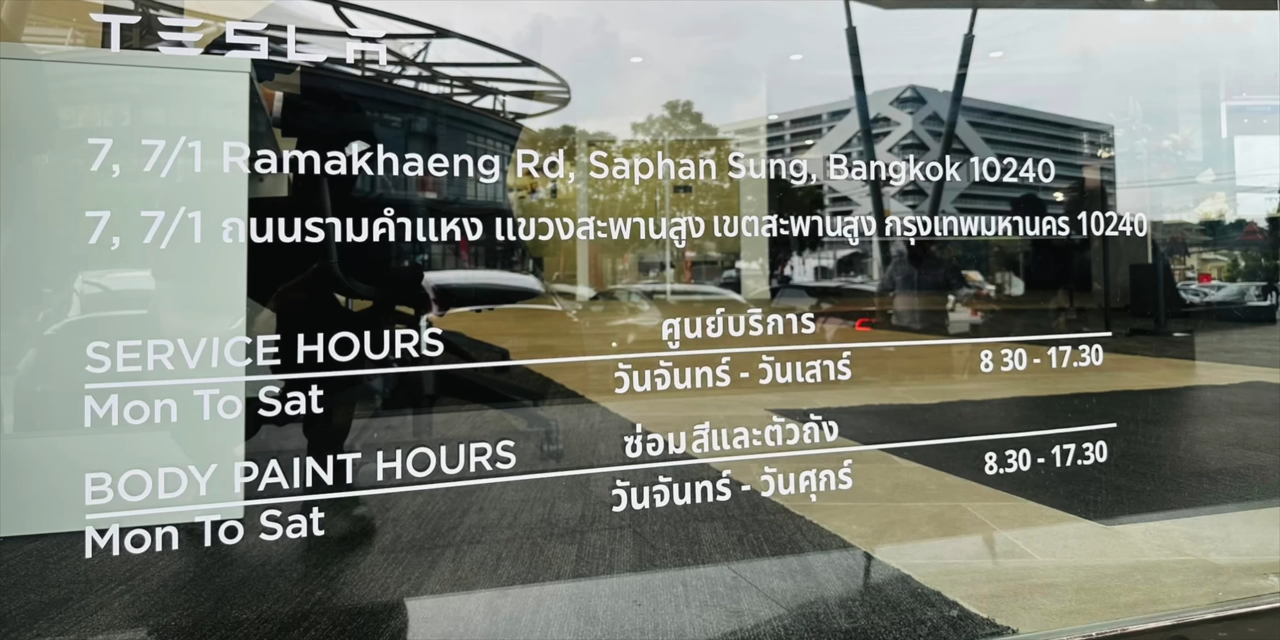 TESLA
7, 7/1 Ramakhaeng Rd, Saphan Sung, Bangkok 10240
7, 7/1 ถนนรามคำแหง แขวงสะพานสูง เขตสะพานสูง กรุงเทพมหานคร 10240
SERVICE HOURS ศูนย์บริการ
Mon To Sat วันจันทร์ - วันเสาร์ 8 30 - 17.30
BODY PAINT HOURS ซ่อมสีและตัวถัง
Mon To Sat วันจันทร์ - วันศุกร์ 8.30 - 17.30